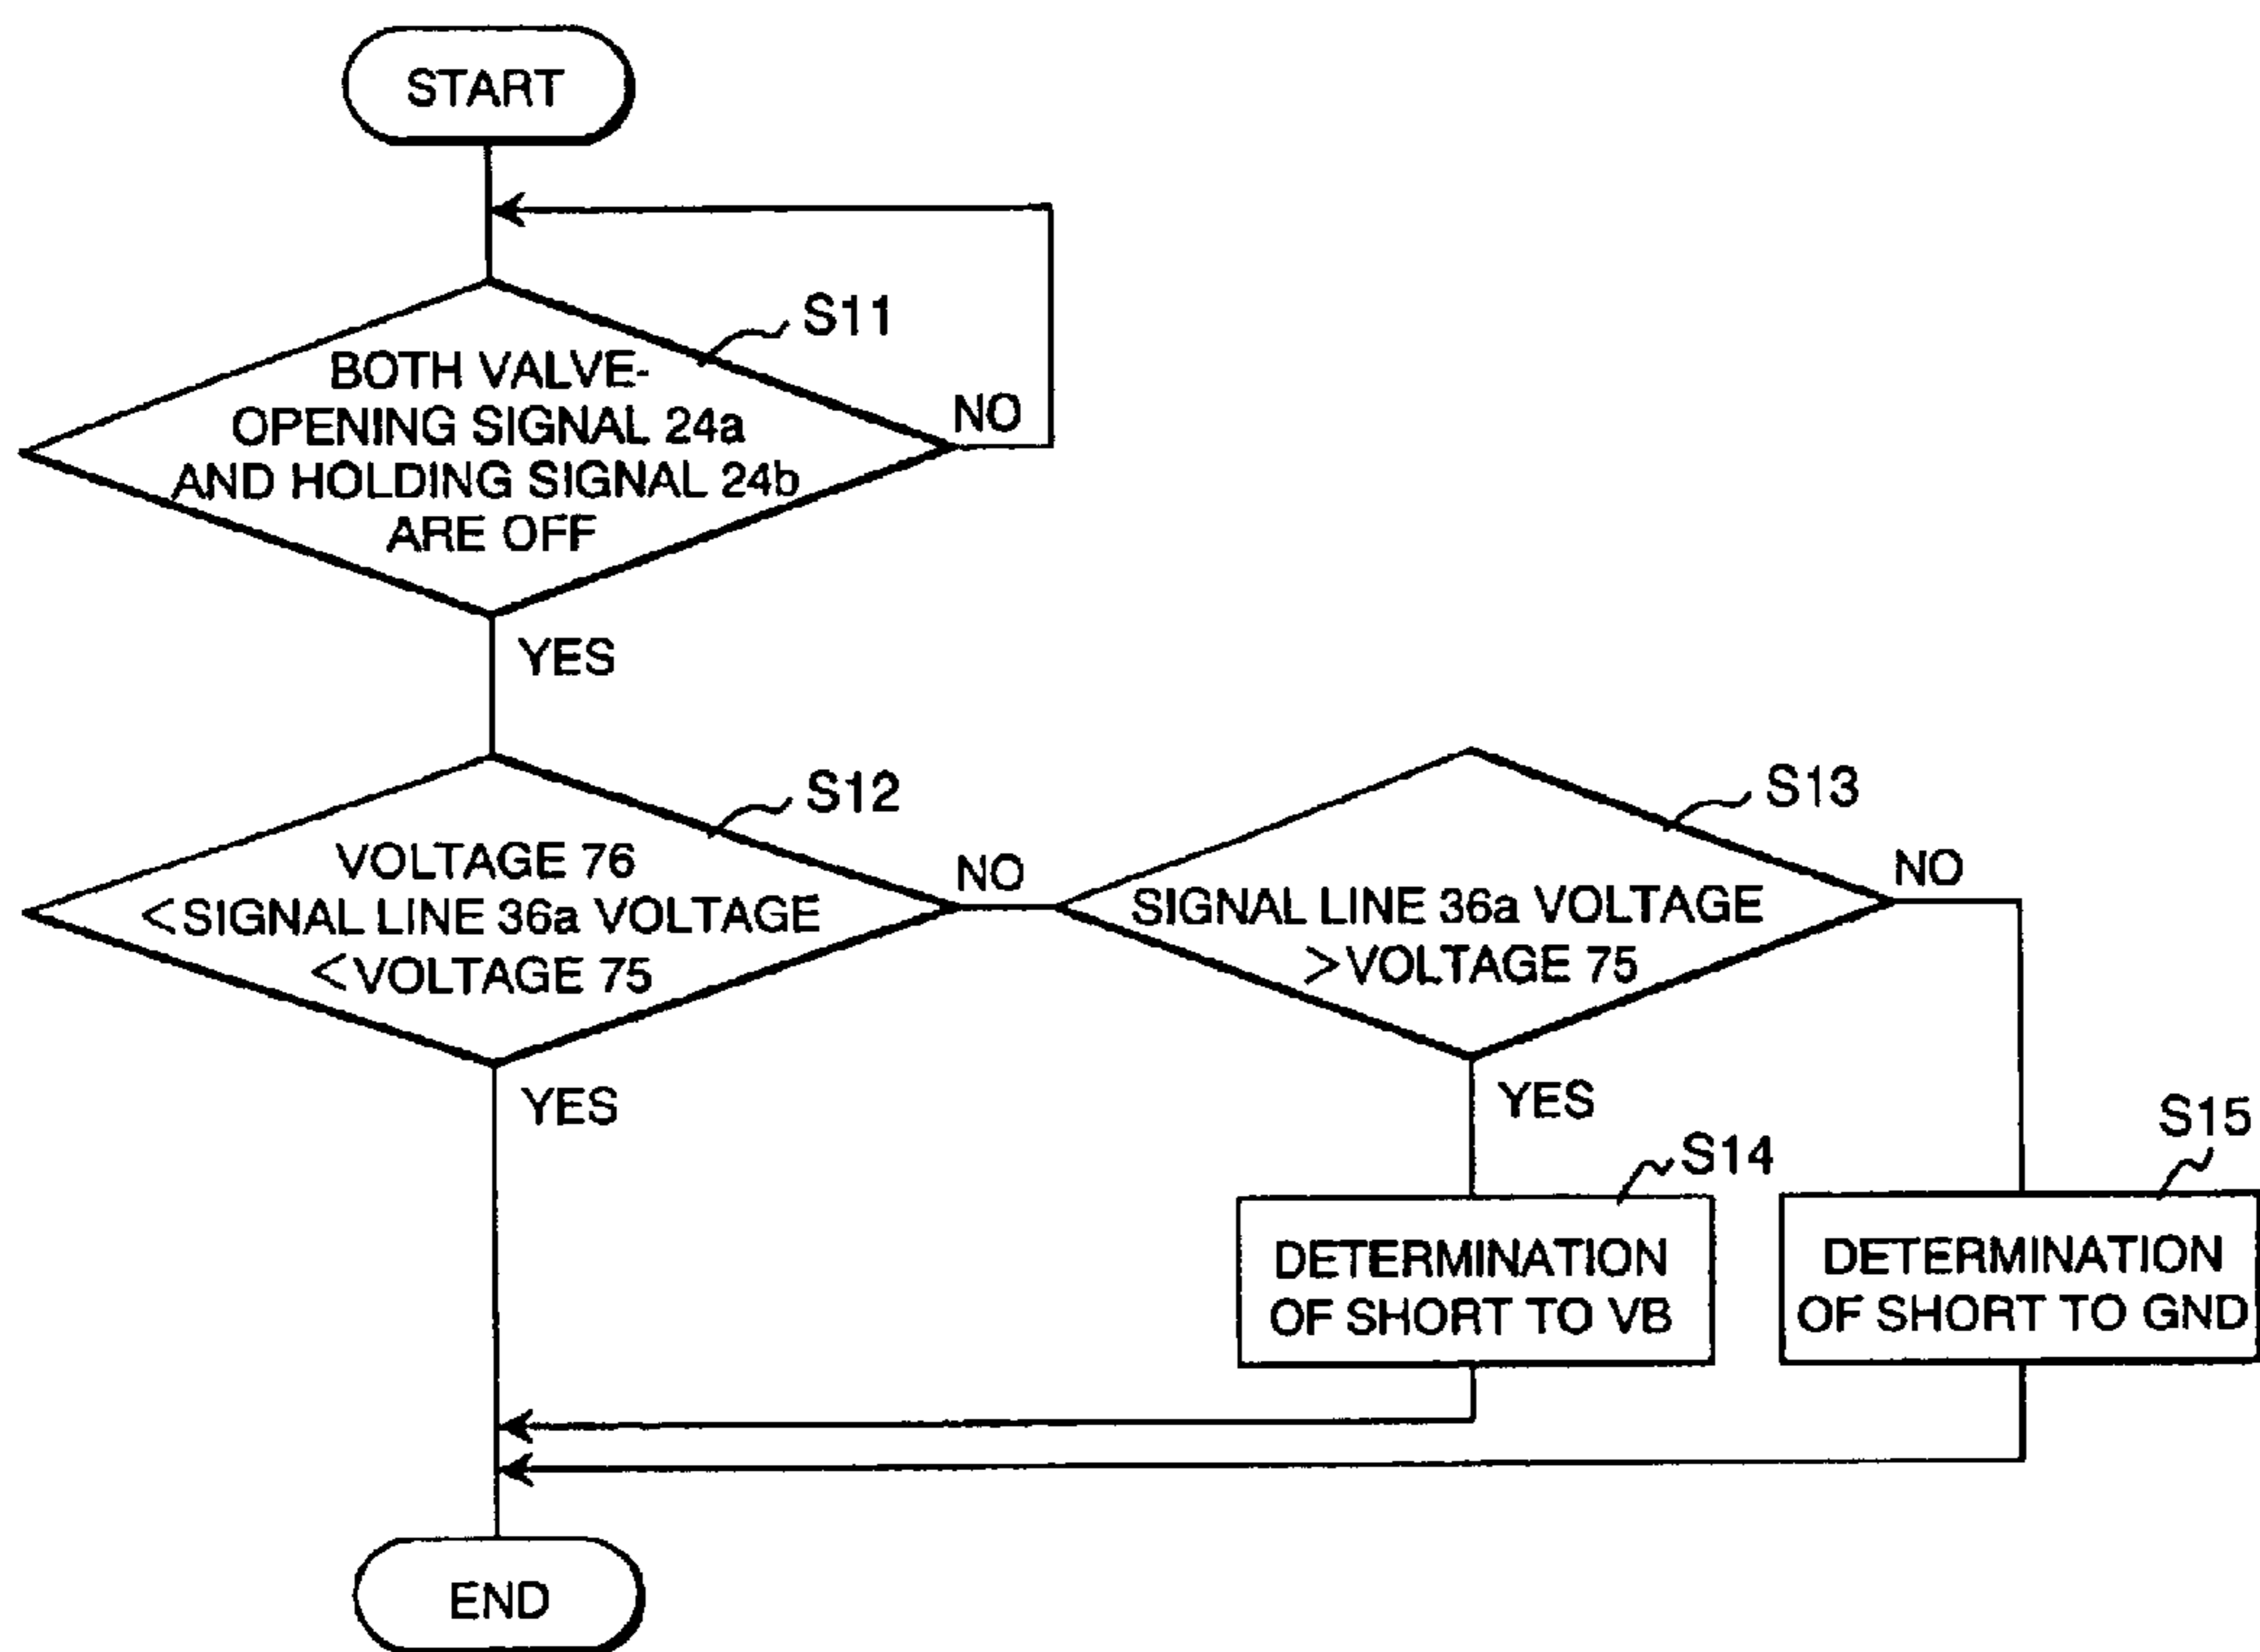 START
S11
BOTH VALVE-
OPENING SIGNAL 24a
AND HOLDING SIGNAL 24b
ARE OFF
NO
YES
S12
VOLTAGE 76
<SIGNAL LINE 36a VOLTAGE
<VOLTAGE 75
NO
YES
S13
SIGNAL LINE 36a VOLTAGE
>VOLTAGE 75
NO
YES
S14
DETERMINATION
OF SHORT TO VB
S15
DETERMINATION
OF SHORT TO GND
END